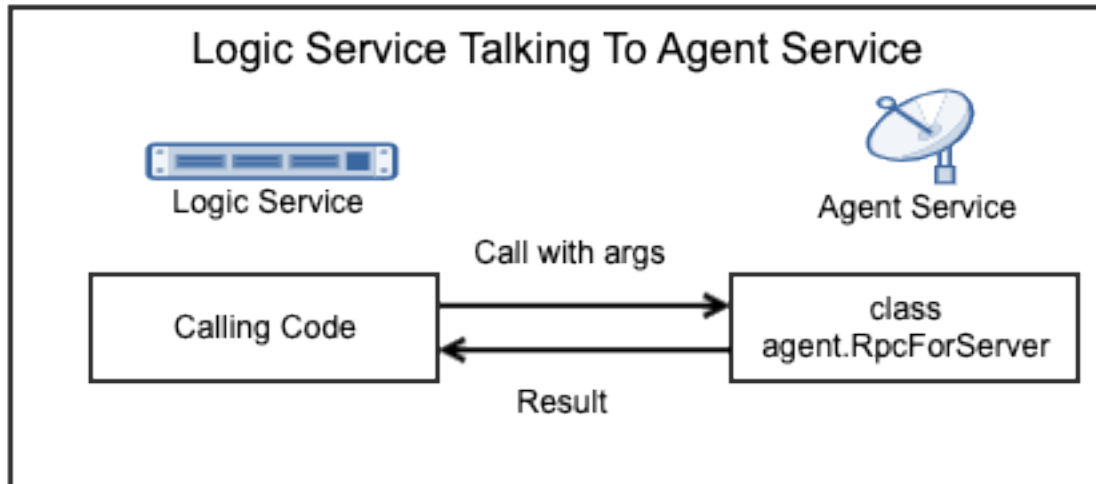 Logic Service Talking To Agent Service
Logic Service
Agent Service
Call with args
Calling Code
class
agent.RpcForServer
Result